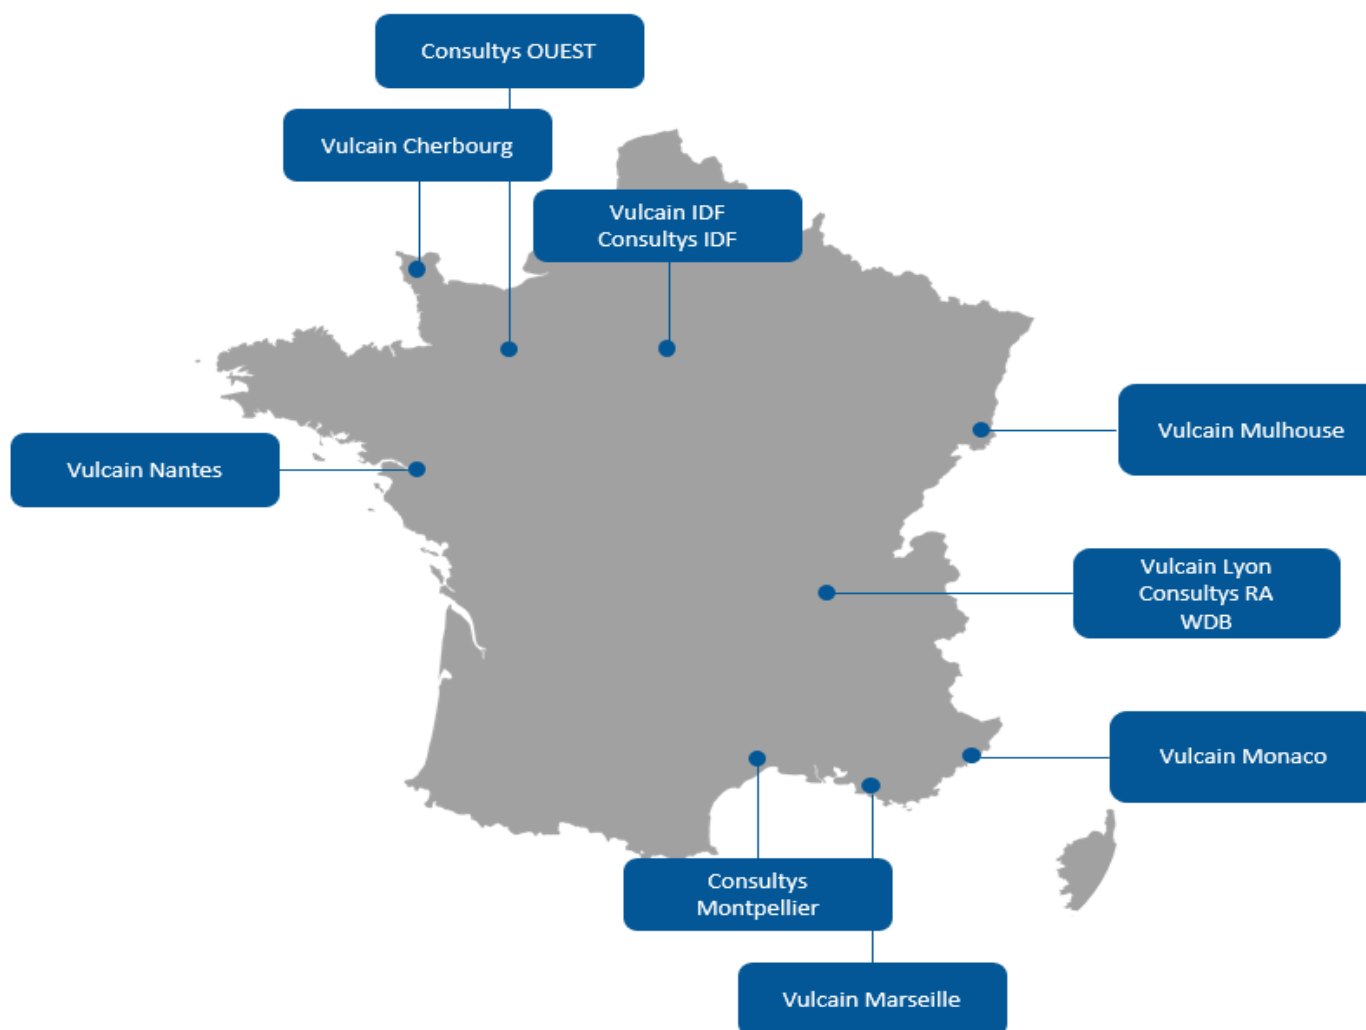 Consultys OUEST
Vulcain Cherbourg
Vulcain IDF
Consultys IDF
Vulcain Mulhouse
Vulcain Nantes
Vulcain Lyon
Consultys RA
WDB
Vulcain Monaco
Consultys
Montpellier
Vulcain Marseille